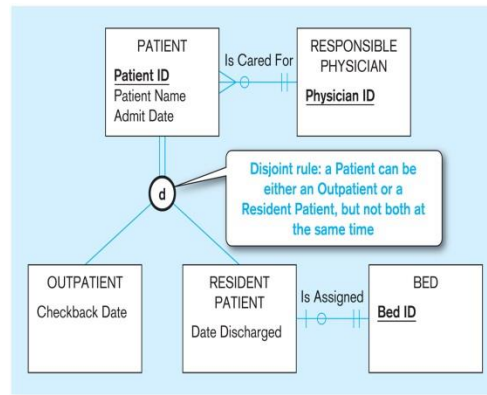 PATIENT
Patient ID
Patient Name
Admit Date
Is Cared For
RESPONSIBLE
PHYSICIAN
Physician ID
d
Disjoint rule: a Patient can be
either an Outpatient or a
Resident Patient, but not both at
the same time
OUTPATIENT
Checkback Date
RESIDENT
PATIENT
Date Discharged
Is Assigned
BED
Bed ID